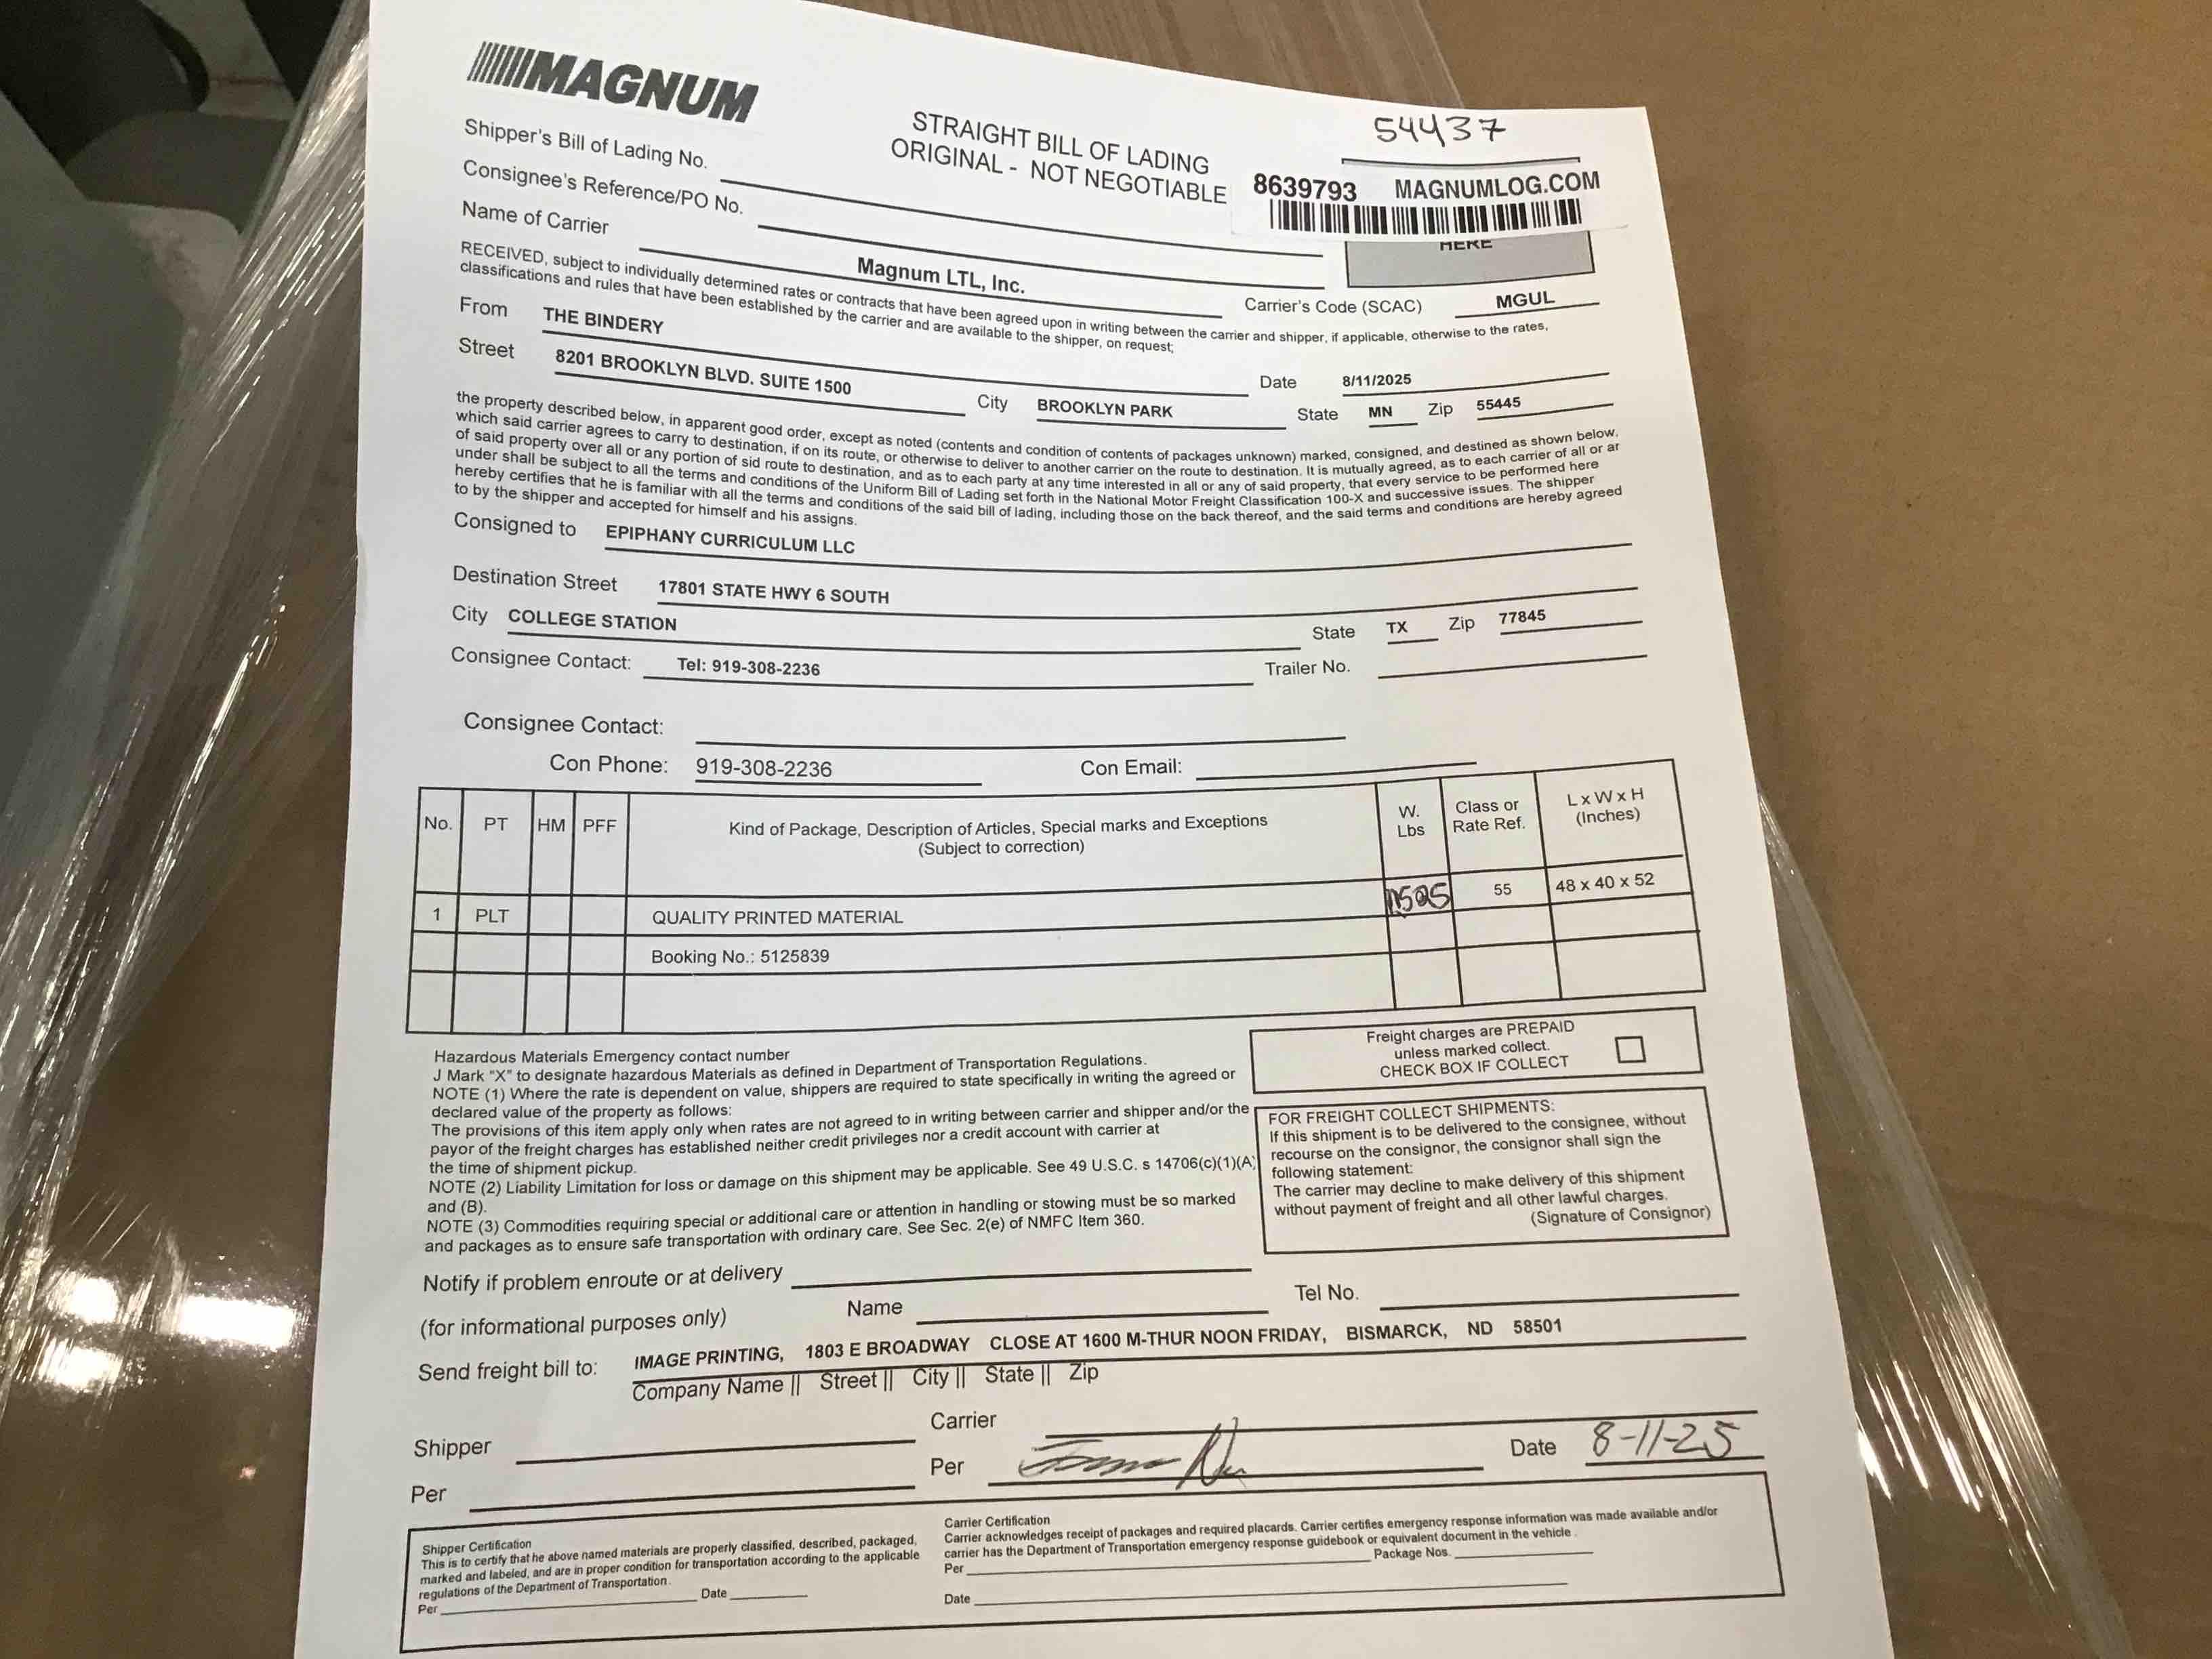 MAGNUM
STRAIGHT BILL OF LADING
ORIGINAL - NOT NEGOTIABLE
54437
8639793 MAGNUMLOG.COM
HERE
Shipper's Bill of Lading No.
Consignee's Reference/PO No.
Name of Carrier Magnum LTL, Inc.
Carrier's Code (SCAC) MGUL
RECEIVED, subject to individually determined rates or contracts that have been agreed upon in writing between the carrier and shipper, if applicable, otherwise to the rates,
classifications and rules that have been established by the carrier and are available to the shipper, on request;
From THE BINDERY Date 8/11/2025
Street 8201 BROOKLYN BLVD. SUITE 1500 City BROOKLYN PARK State MN Zip 55445
the property described below, in apparent good order, except as noted (contents and condition of contents of packages unknown) marked, consigned, and destined as shown below,
which said carrier agrees to carry to destination, if on its route, or otherwise to deliver to another carrier on the route to destination. It is mutually agreed, as to each carrier of all or ar
of said property over all or any portion of sid route to destination, and as to each party at any time interested in all or any of said property, that every service to be performed here
under shall be subject to all the terms and conditions of the Uniform Bill of Lading set forth in the National Motor Freight Classification 100-X and successive issues. The shipper
hereby certifies that he is familiar with all the terms and conditions of the said bill of lading, including those on the back thereof, and the said terms and conditions are hereby agreed
to by the shipper and accepted for himself and his assigns.
Consigned to EPIPHANY CURRICULUM LLC
Destination Street 17801 STATE HWY 6 SOUTH
City COLLEGE STATION State TX Zip 77845
Consignee Contact: Tel: 919-308-2236 Trailer No.
Consignee Contact:
Con Phone: 919-308-2236 Con Email:
No. PT HM PFF Kind of Package, Description of Articles, Special marks and Exceptions (Subject to correction) W. Lbs Class or Rate Ref. L x W x H (Inches)
1 PLT QUALITY PRINTED MATERIAL 55 48 x 40 x 52
Booking No.: 5125839
Freight charges are PREPAID
unless marked collect.
CHECK BOX IF COLLECT
Hazardous Materials Emergency contact number
J Mark "X" to designate hazardous Materials as defined in Department of Transportation Regulations.
NOTE (1) Where the rate is dependent on value, shippers are required to state specifically in writing the agreed or
declared value of the property as follows:
The provisions of this item apply only when rates are not agreed to in writing between carrier and shipper and/or the
payor of the freight charges has established neither credit privileges nor a credit account with carrier at
the time of shipment pickup.
NOTE (2) Liability Limitation for loss or damage on this shipment may be applicable. See 49 U.S.C. s 14706(c)(1)(A)
and (B).
NOTE (3) Commodities requiring special or additional care or attention in handling or stowing must be so marked
and packages as to ensure safe transportation with ordinary care. See Sec. 2(e) of NMFC Item 360.
FOR FREIGHT COLLECT SHIPMENTS:
If this shipment is to be delivered to the consignee, without
recourse on the consignor, the consignor shall sign the
following statement:
The carrier may decline to make delivery of this shipment
without payment of freight and all other lawful charges.
(Signature of Consignor)
Notify if problem enroute or at delivery
(for informational purposes only) Name Tel No.
Send freight bill to: IMAGE PRINTING, 1803 E BROADWAY CLOSE AT 1600 M-THUR NOON FRIDAY, BISMARCK, ND 58501
Company Name || Street || City || State || Zip
Shipper Carrier
Per Per Date 8-11-25
Shipper Certification
This is to certify that he above named materials are properly classified, described, packaged,
marked and labeled, and are in proper condition for transportation according to the applicable
regulations of the Department of Transportation.
Per Date
Carrier Certification
Carrier acknowledges receipt of packages and required placards. Carrier certifies emergency response information was made available and/or
carrier has the Department of Transportation emergency response guidebook or equivalent document in the vehicle .
Per Package Nos.
Date